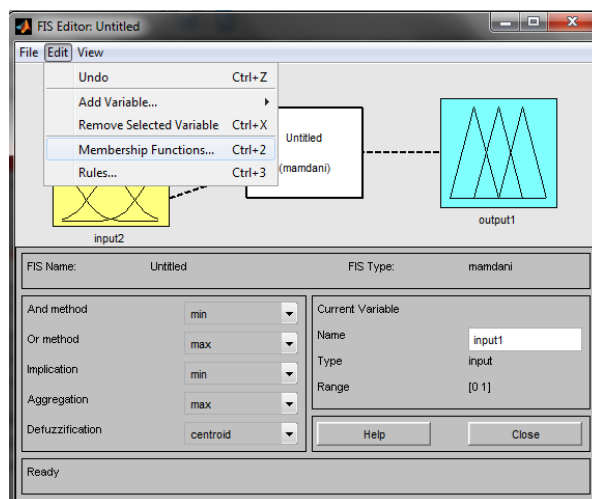 FIS Editor: Untitled
File Edit View
Undo Ctrl+Z
Add Variable...
Remove Selected Variable Ctrl+X
Membership Functions... Ctrl+2
Rules... Ctrl+3
Untitled
(mamdani)
input2
output1
FIS Name: Untitled FIS Type: mamdani
And method min
Or method max
Implication min
Aggregation max
Defuzzification centroid
Current Variable
Name input1
Type input
Range [0 1]
Help Close
Ready